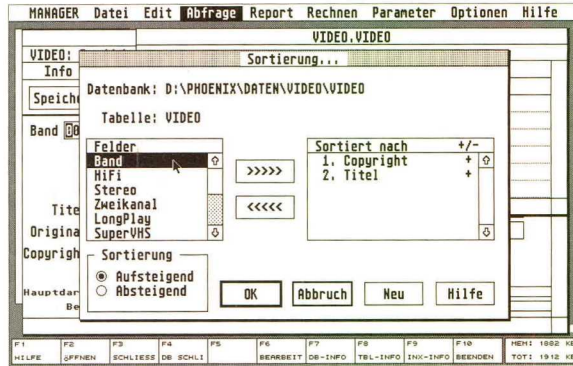 MANAGER Datei Edit Abfrage Report Rechnen Parameter Optionen Hilfe
VIDEO.VIDEO
VIDEO:
Sortierung...
Info
Datenbank: D:\PHOENIX\DATEN\VIDEO\VIDEO
Speich
Tabelle: VIDEO
Band
Felder
Sortiert nach +/-
Band
1. Copyright +
HiFi
>>>>>
2. Titel +
Stereo
Zweikanal
<<<<<
Tite
LongPlay
Origina
SuperVHS
Copyrigh
Sortierung
Aufsteigend
Hauptdar
Absteigend
OK Abbruch Neu Hilfe
Be
F1 F2 F3 F4 F5 F6 F7 F8 F9 F10 MEM: 1882 KB
HILFE ÖFFNEN SCHLIESS DB SCHLI BEARBEIT DB-INFO TBL-INFO INX-INFO BEENDEN TOT: 1912 KB